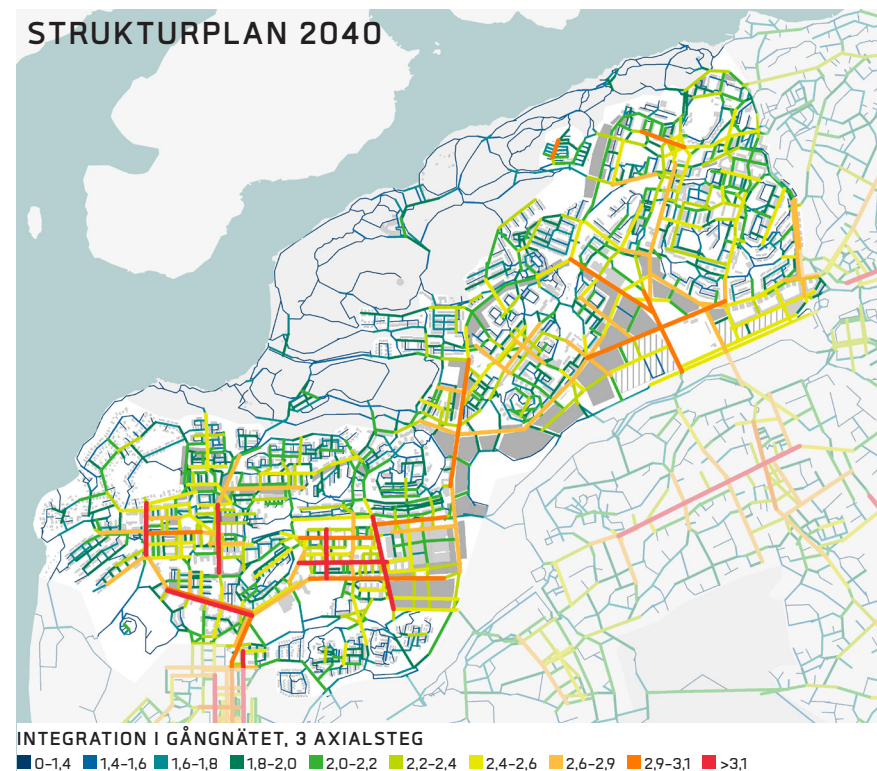 STRUKTURPLAN 2040
INTEGRATION I GÅNGNÄTET, 3 AXIALSTEG
0-1,4 1,4-1,6 1,6-1,8 1,8-2,0 2,0-2,2 2,2-2,4 2,4-2,6 2,6-2,9 2,9-3,1 >3,1